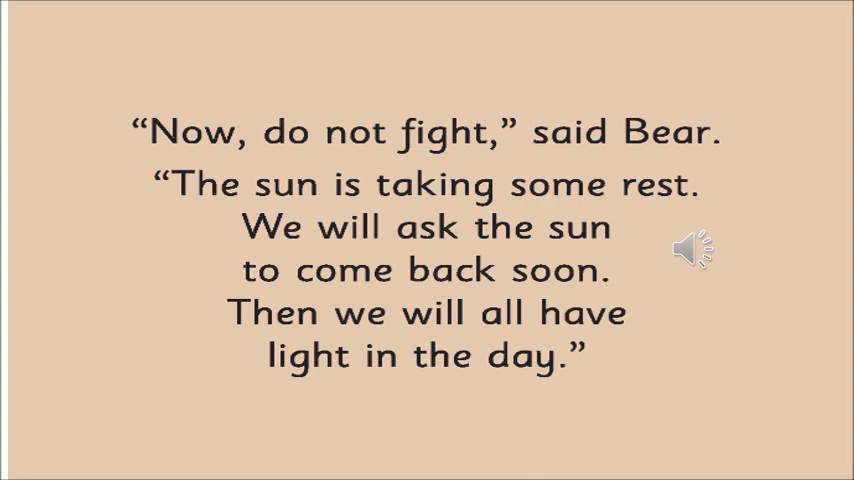 “Now, do not fight,” said Bear.
“The sun is taking some rest.
We will ask the sun
to come back soon.
Then we will all have
light in the day.”